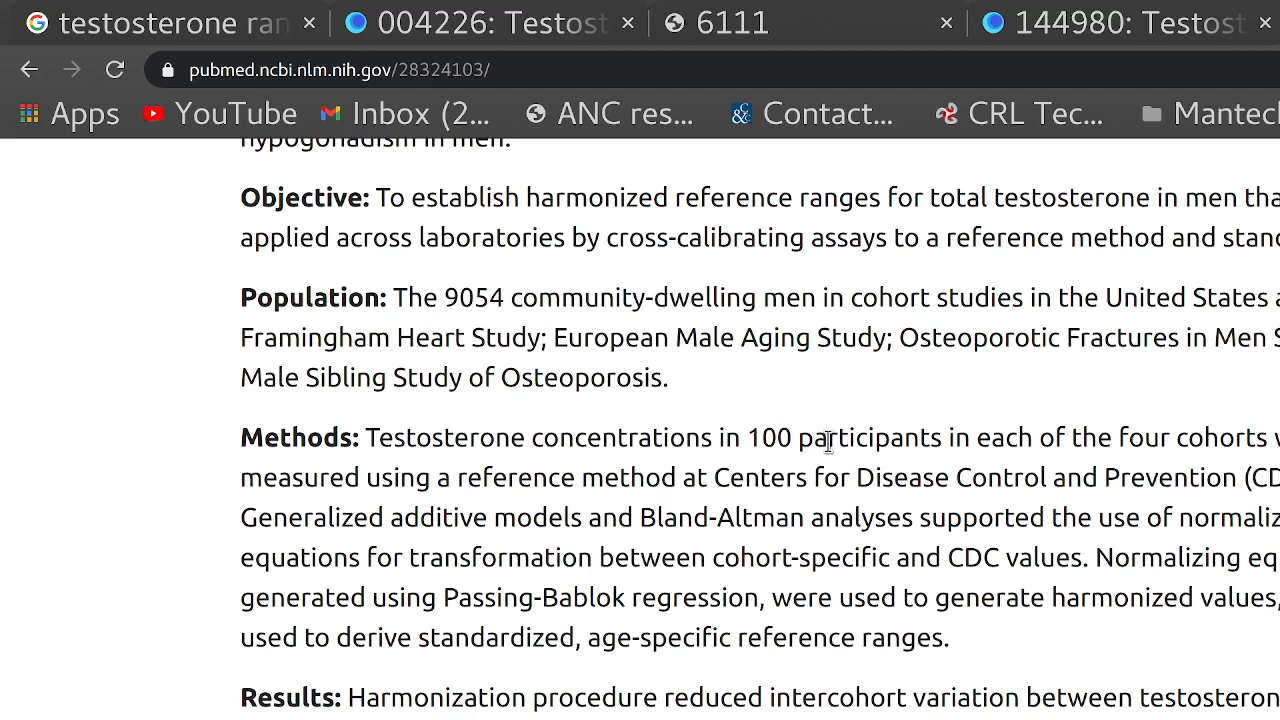 testosterone ran
004226: Testost
6111
144980: Testost
pubmed.ncbi.nlm.nih.gov/28324103/
Apps
YouTube
Inbox (2...
ANC res...
Contact...
CRL Tec...
Mantech
hypogonadism in men.
Objective: To establish harmonized reference ranges for total testosterone in men tha
applied across laboratories by cross-calibrating assays to a reference method and stand
Population: The 9054 community-dwelling men in cohort studies in the United States a
Framingham Heart Study; European Male Aging Study; Osteoporotic Fractures in Men S
Male Sibling Study of Osteoporosis.
Methods: Testosterone concentrations in 100 participants in each of the four cohorts w
measured using a reference method at Centers for Disease Control and Prevention (CD
Generalized additive models and Bland-Altman analyses supported the use of normaliz
equations for transformation between cohort-specific and CDC values. Normalizing eq
generated using Passing-Bablok regression, were used to generate harmonized values,
used to derive standardized, age-specific reference ranges.
Results: Harmonization procedure reduced intercohort variation between testosteron